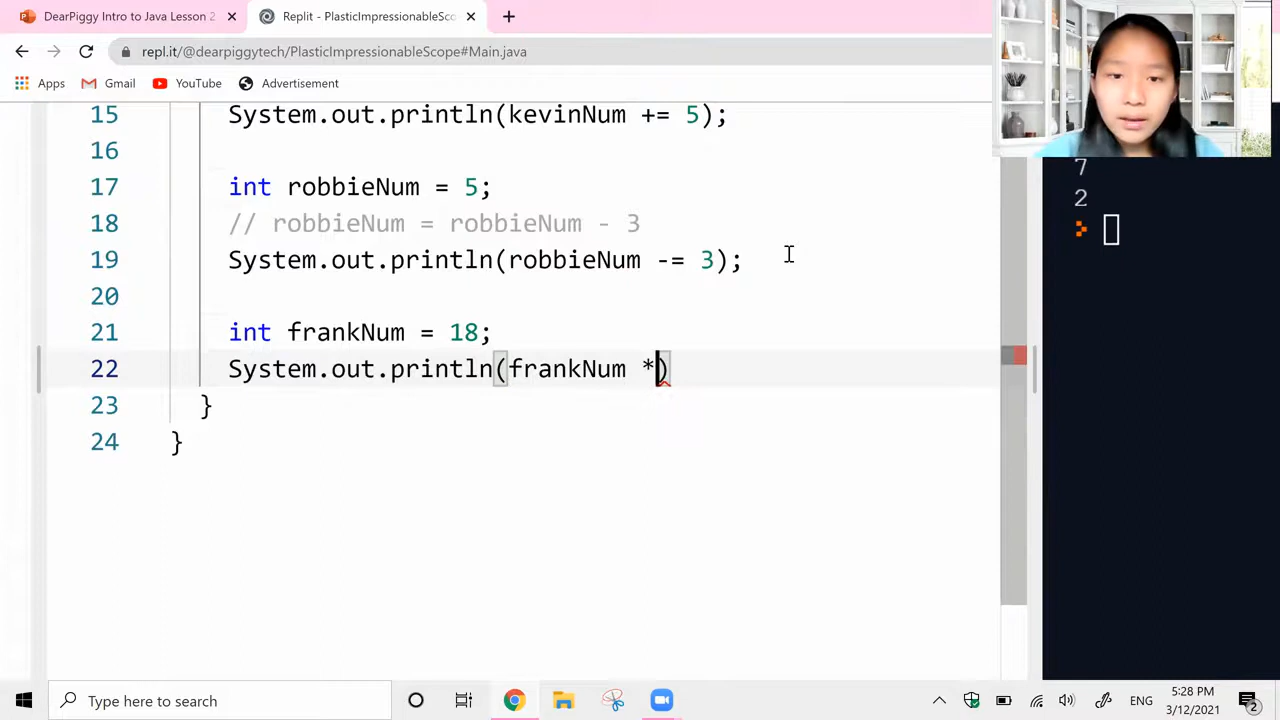 DearPiggy Intro to Java Lesson 2
Replit - PlasticImpressionableSco
repl.it/@dearpiggytech/PlasticImpressionableScope#Main.java
Apps Gmail YouTube Advertisement
15 System.out.println(kevinNum += 5);
16
17 int robbieNum = 5;
18 // robbieNum = robbieNum - 3
19 System.out.println(robbieNum -= 3);
20
21 int frankNum = 18;
22 System.out.println(frankNum *)
23 }
24 }
7
2
>
Type here to search
ENG
5:28 PM
3/12/2021
2